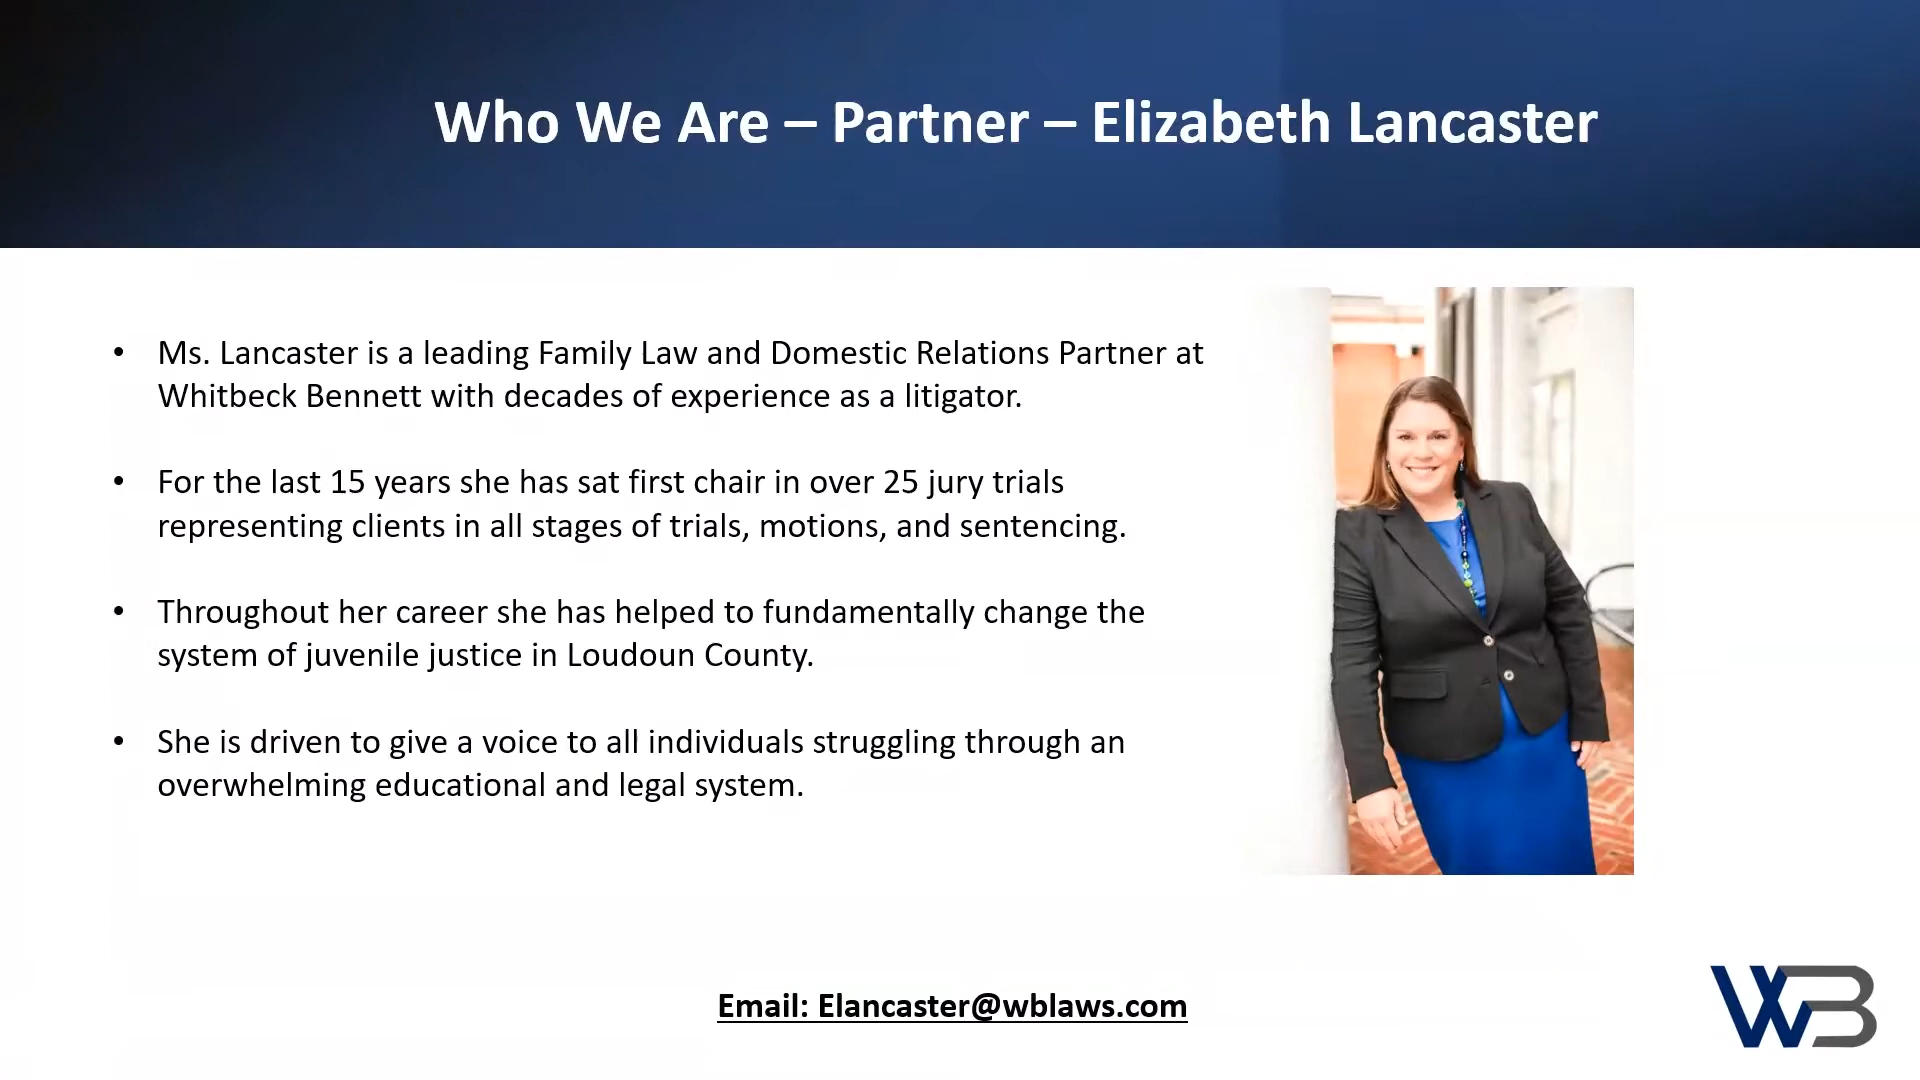 Who We Are – Partner – Elizabeth Lancaster
• Ms. Lancaster is a leading Family Law and Domestic Relations Partner at
Whitbeck Bennett with decades of experience as a litigator.
• For the last 15 years she has sat first chair in over 25 jury trials
representing clients in all stages of trials, motions, and sentencing.
• Throughout her career she has helped to fundamentally change the
system of juvenile justice in Loudoun County.
• She is driven to give a voice to all individuals struggling through an
overwhelming educational and legal system.
Email: Elancaster@wblaws.com
WB